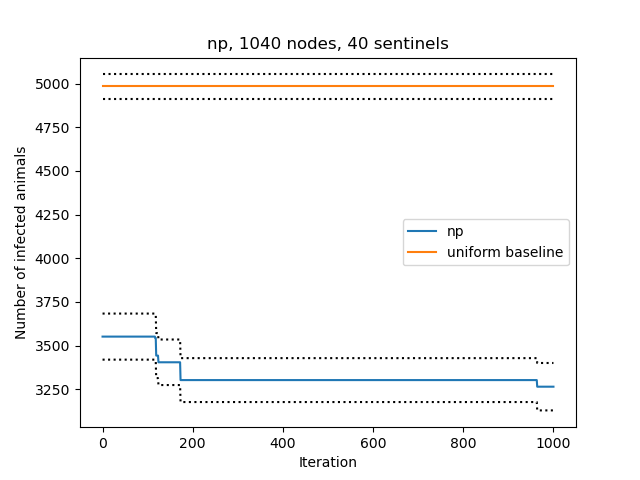 np, 1040 nodes, 40 sentinels
5000
4750
4500
4250
4000
3750
3500
3250
Number of infected animals
np
uniform baseline
0 200 400 600 800 1000
Iteration